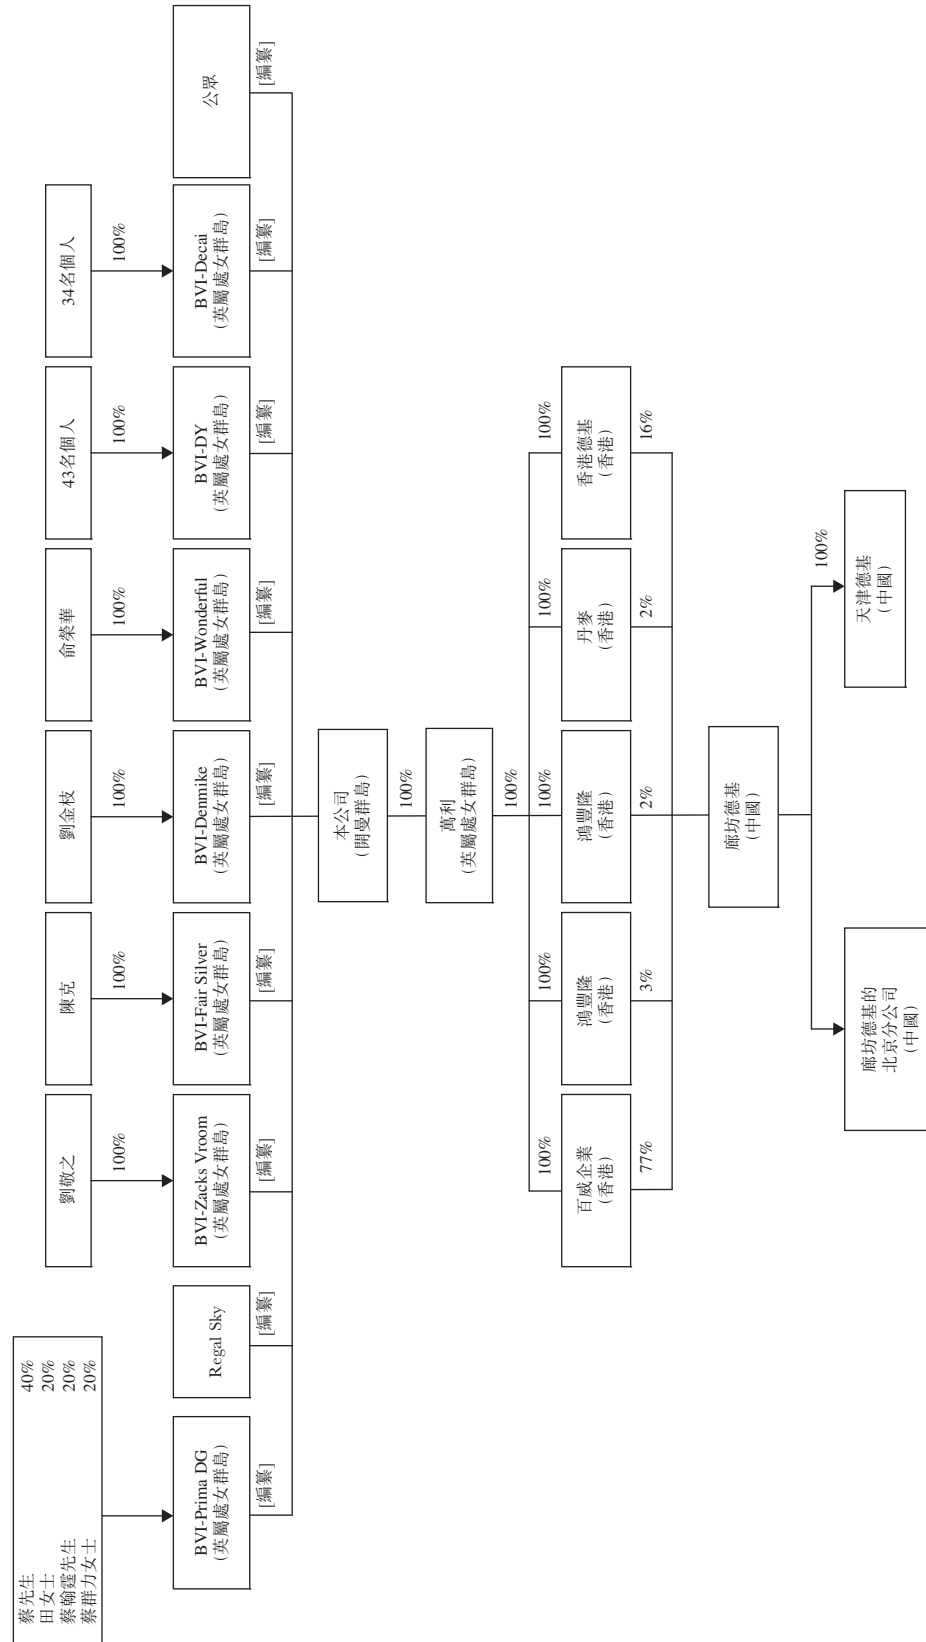 蔡先生 40%
田女士 20%
蔡翰霆先生 20%
蔡群力女士 20%
劉敬之
陳克
劉金枝
俞榮華
43名個人
34名個人
100%
100%
100%
100%
100%
100%
BVI-Prima DG
(英屬處女群島)
Regal Sky
BVI-Zacks Vroom
(英屬處女群島)
BVI-Fair Silver
(英屬處女群島)
BVI-Denmike
(英屬處女群島)
BVI-Wonderful
(英屬處女群島)
BVI-DY
(英屬處女群島)
BVI-Decai
(英屬處女群島)
公眾
[編纂]
[編纂]
[編纂]
[編纂]
[編纂]
[編纂]
[編纂]
[編纂]
[編纂]
本公司
(開曼群島)
100%
萬利
(英屬處女群島)
100%
100%
100%
100%
100%
100%
百威企業
(香港)
鴻豐隆
(香港)
鴻豐隆
(香港)
丹麥
(香港)
香港德基
(香港)
77%
3%
2%
2%
16%
廊坊德基
(中國)
100%
廊坊德基的
北京分公司
(中國)
天津德基
(中國)